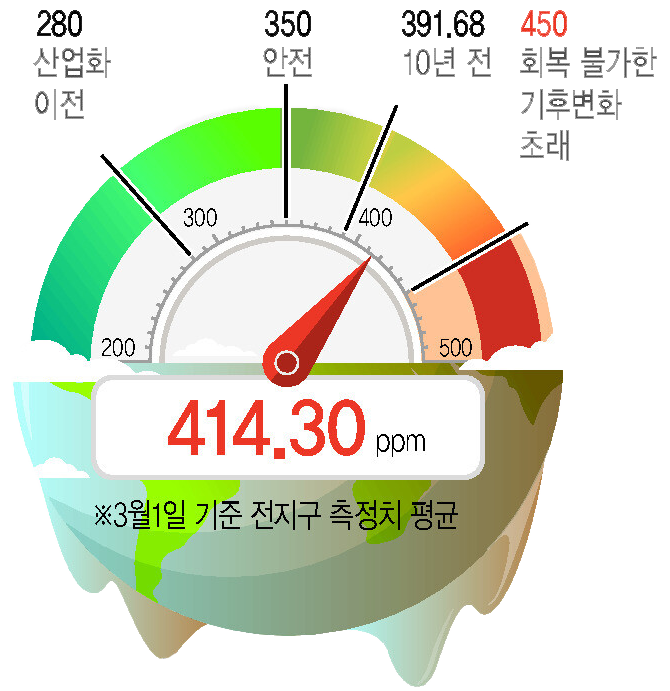 280
산업화
이전
350
안전
391.68
10년 전
450
회복 불가한
기후변화
초래
200
300
400
500
414.30 ppm
※3월1일 기준 전지구 측정치 평균